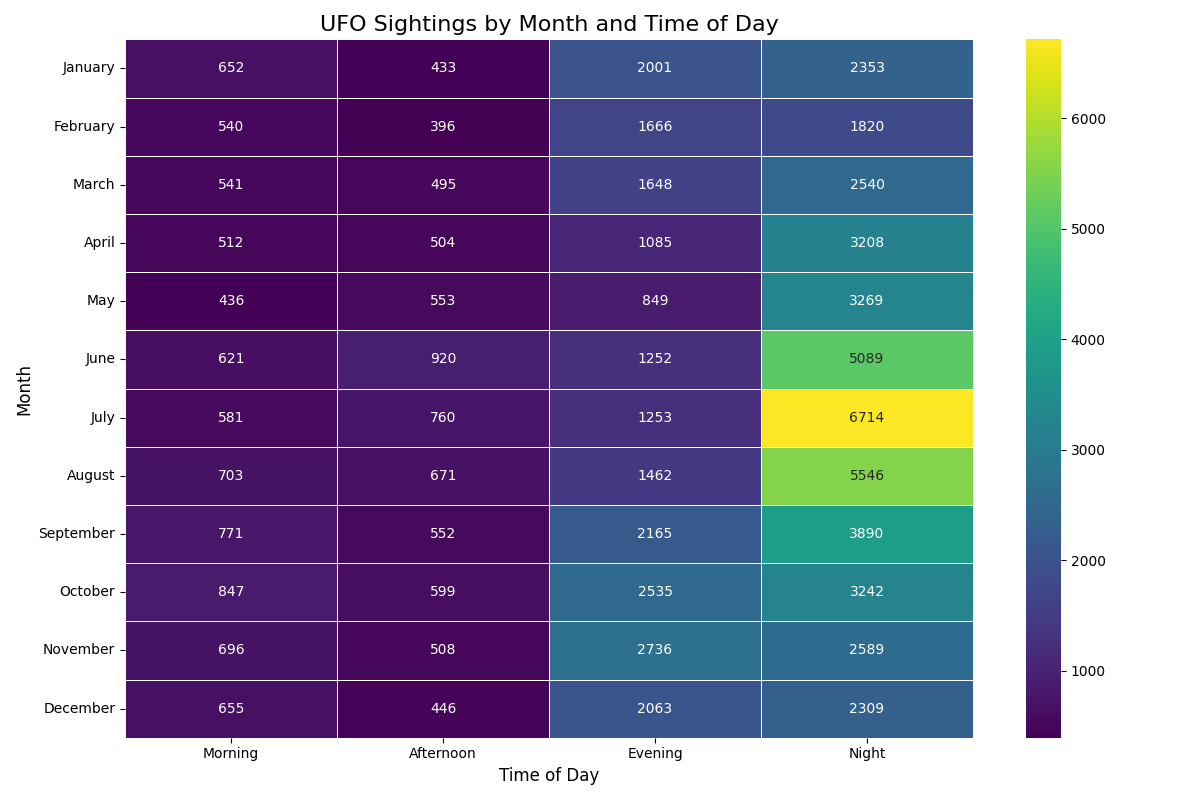 UFO Sightings by Month and Time of Day
January 652 433 2001 2353
February 540 396 1666 1820
March 541 495 1648 2540
April 512 504 1085 3208
May 436 553 849 3269
June 621 920 1252 5089
July 581 760 1253 6714
August 703 671 1462 5546
September 771 552 2165 3890
October 847 599 2535 3242
November 696 508 2736 2589
December 655 446 2063 2309
Morning Afternoon Evening Night
Time of Day
Month
6000
5000
4000
3000
2000
1000